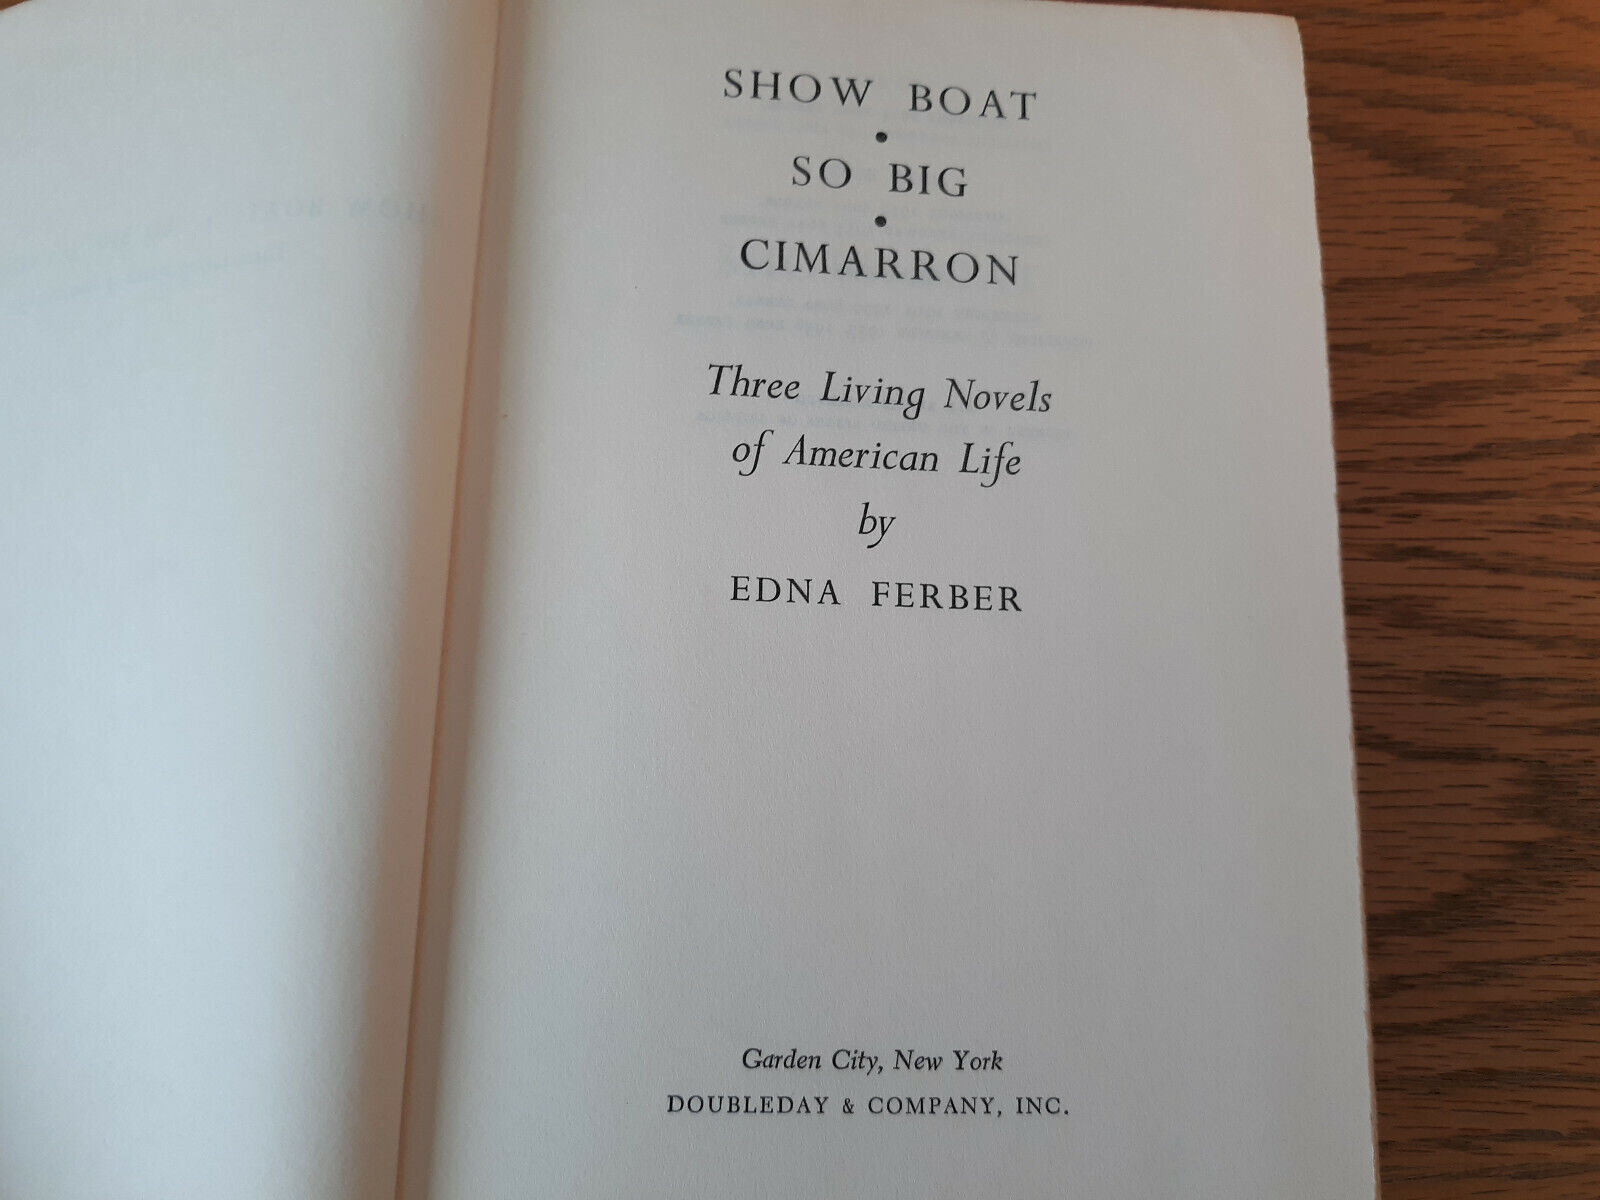 SHOW BOAT
•
SO BIG
•
CIMARRON
Three Living Novels
of American Life
by
EDNA FERBER
Garden City, New York
DOUBLEDAY & COMPANY, INC.